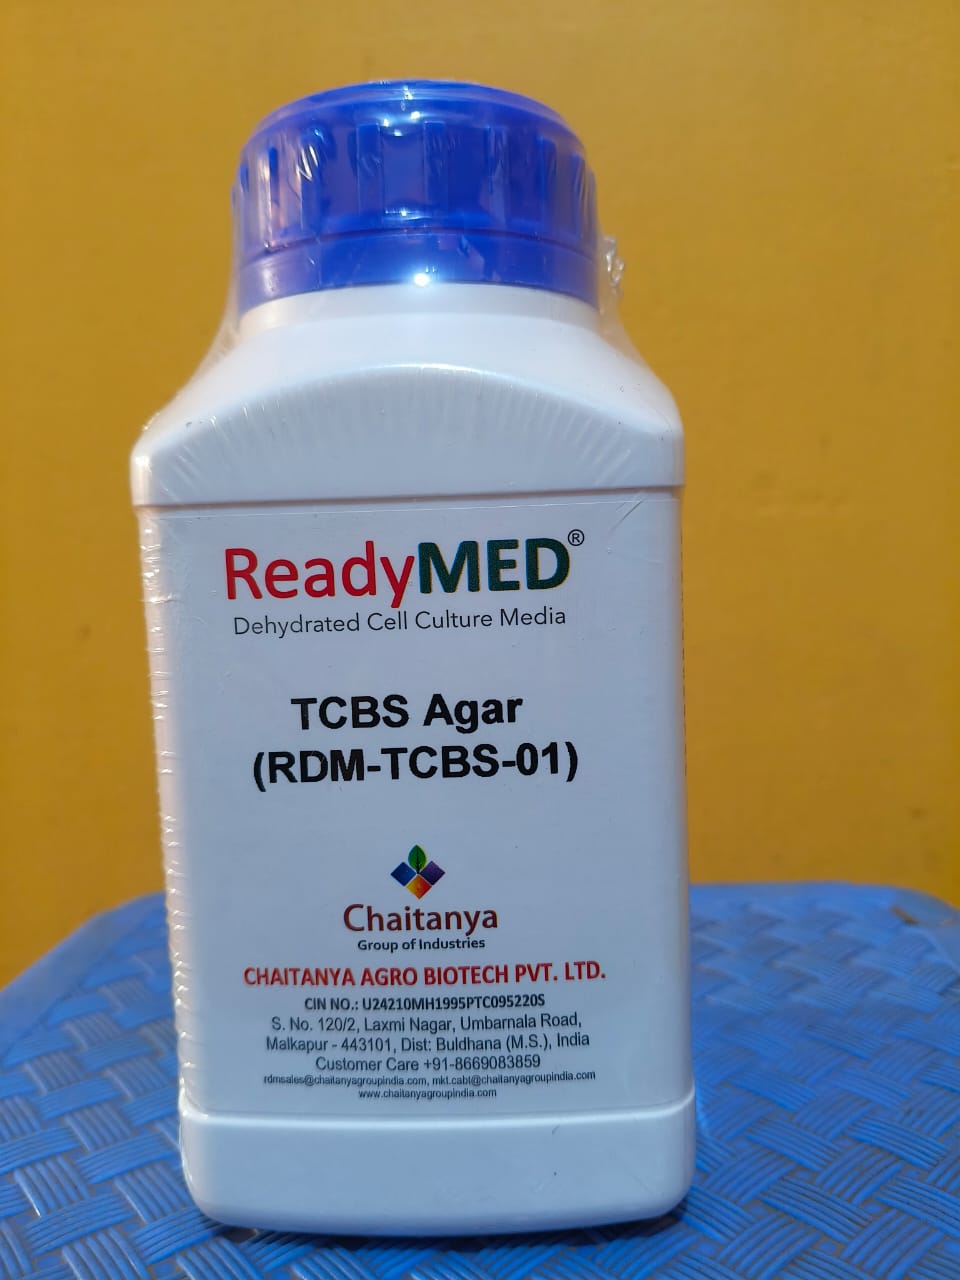 ReadyMED®
Dehydrated Cell Culture Media
TCBS Agar
(RDM-TCBS-01)
Chaitanya
Group of Industries
CHAITANYA AGRO BIOTECH PVT. LTD.
CIN NO.: U24210MH1995PTC095220S
S. No. 120/2, Laxmi Nagar, Umbarnala Road,
Malkapur - 443101, Dist: Buldhana (M.S.), India
Customer Care +91-8669083859
rdmsales@chaitanyagroupindia.com, mkt.cabt@chaitanyagroupindia.com
www.chaitanyagroupindia.com